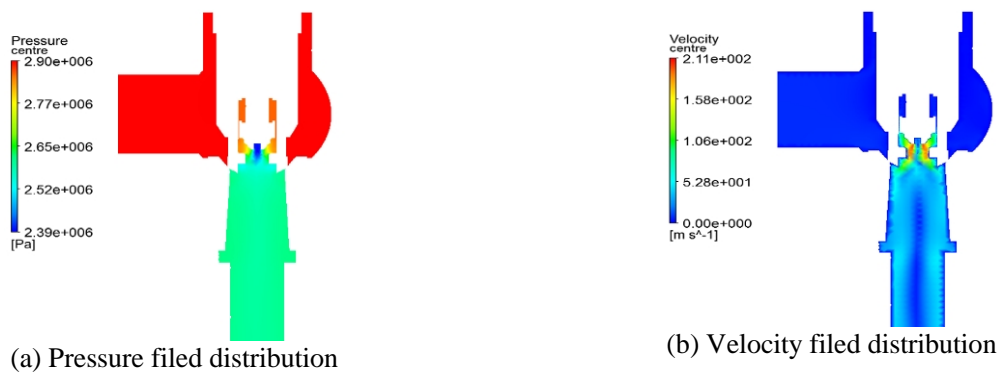 Pressure
centre
2.90e+006
2.77e+006
2.65e+006
2.52e+006
2.39e+006
[Pa]
(a) Pressure filed distribution
Velocity
centre
2.11e+002
1.58e+002
1.06e+002
5.28e+001
0.00e+000
[m s^-1]
(b) Velocity filed distribution